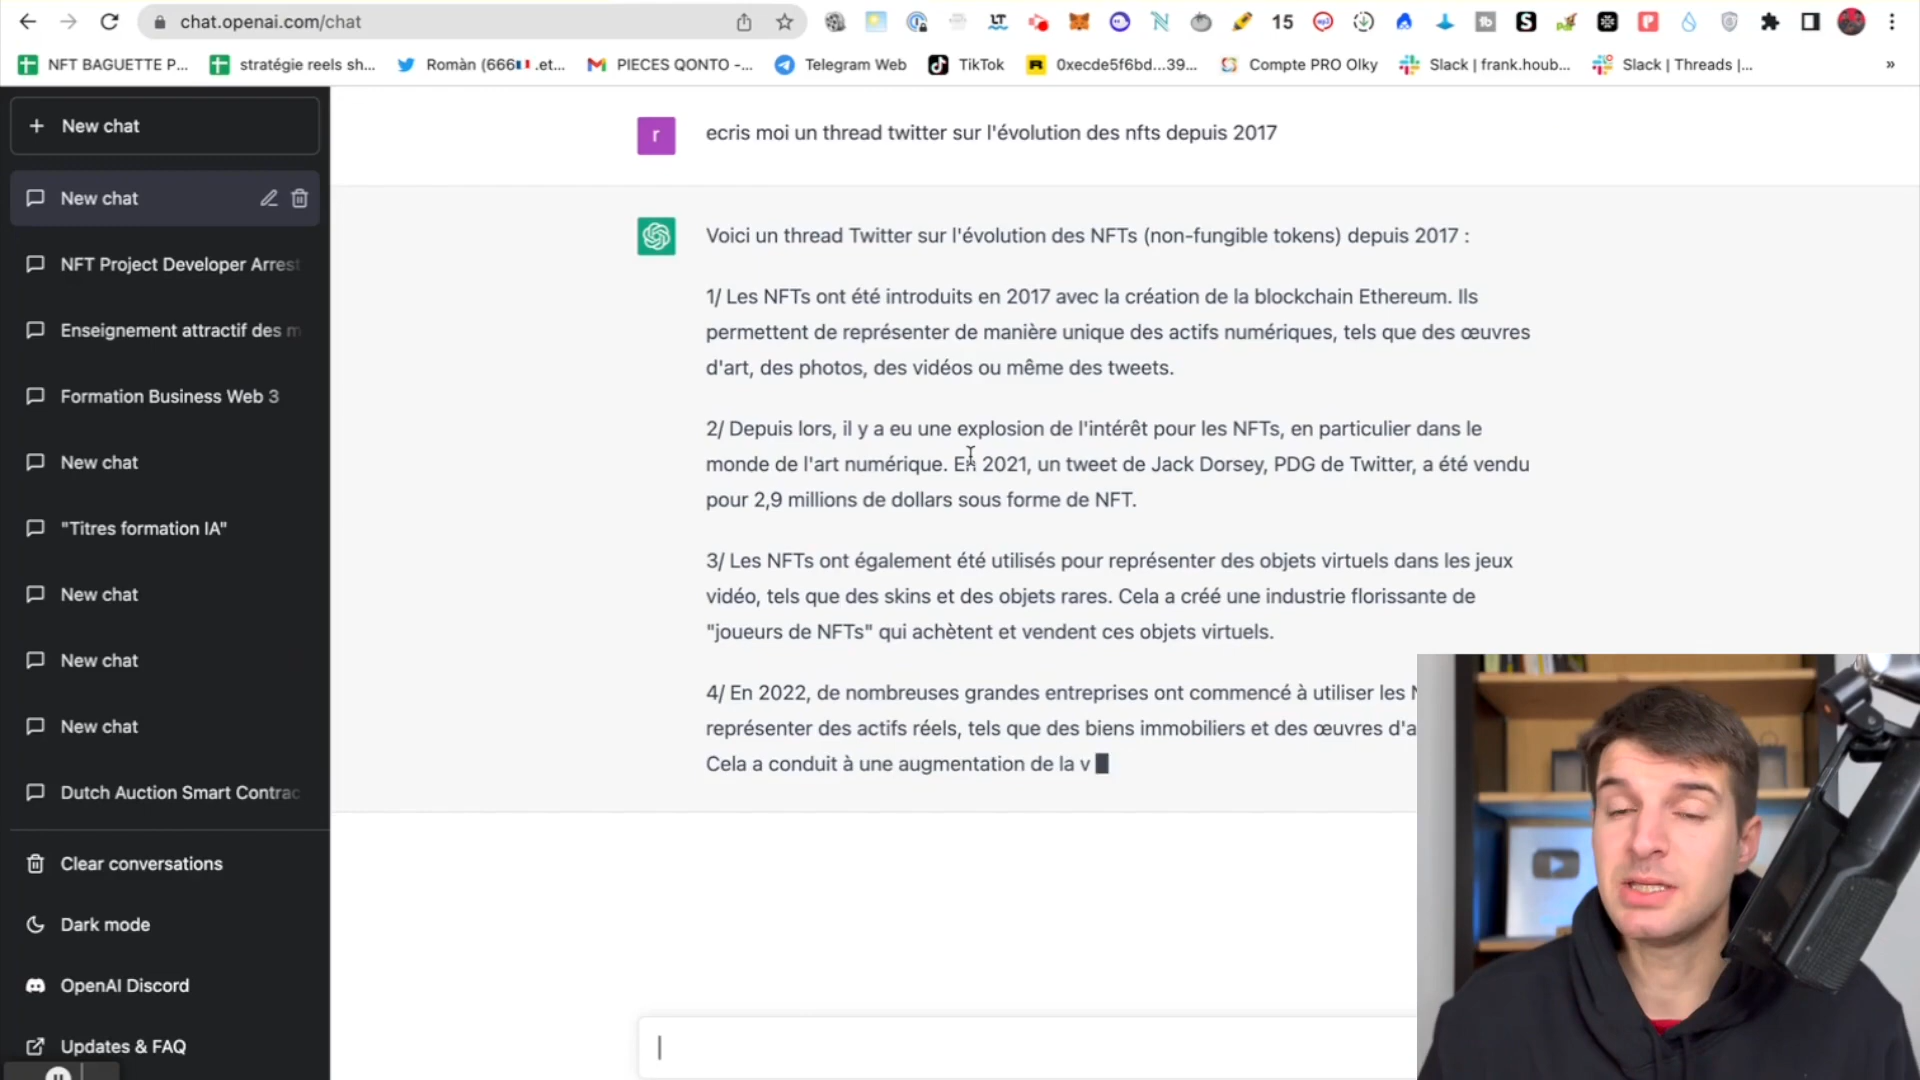 chat.openai.com/chat
15
NFT BAGUETTE P...
stratégie reels sh...
Romàn (666🇫🇷.et...
PIECES QONTO -...
Telegram Web
TikTok
0xecde5f6bd...39...
Compte PRO Olky
Slack | frank.houb...
Slack | Threads |...
»
+ New chat
New chat
NFT Project Developer Arrest
Enseignement attractif des m
Formation Business Web 3
New chat
"Titres formation IA"
New chat
New chat
New chat
Dutch Auction Smart Contrac
Clear conversations
Dark mode
OpenAI Discord
Updates & FAQ
r
ecris moi un thread twitter sur l'évolution des nfts depuis 2017
Voici un thread Twitter sur l'évolution des NFTs (non-fungible tokens) depuis 2017 :
1/ Les NFTs ont été introduits en 2017 avec la création de la blockchain Ethereum. Ils
permettent de représenter de manière unique des actifs numériques, tels que des œuvres
d'art, des photos, des vidéos ou même des tweets.
2/ Depuis lors, il y a eu une explosion de l'intérêt pour les NFTs, en particulier dans le
monde de l'art numérique. En 2021, un tweet de Jack Dorsey, PDG de Twitter, a été vendu
pour 2,9 millions de dollars sous forme de NFT.
3/ Les NFTs ont également été utilisés pour représenter des objets virtuels dans les jeux
vidéo, tels que des skins et des objets rares. Cela a créé une industrie florissante de
"joueurs de NFTs" qui achètent et vendent ces objets virtuels.
4/ En 2022, de nombreuses grandes entreprises ont commencé à utiliser les N
représenter des actifs réels, tels que des biens immobiliers et des œuvres d'a
Cela a conduit à une augmentation de la v